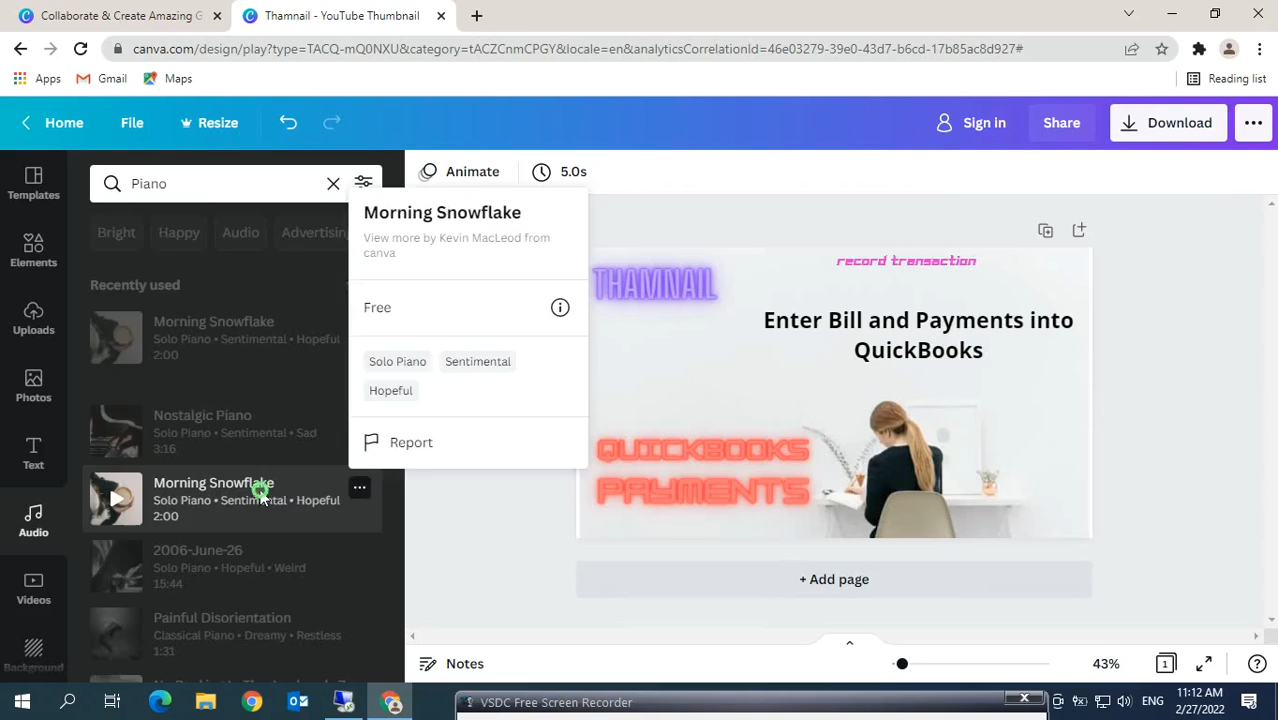 Collaborate & Create Amazing G
Thamnail - YouTube Thumbnail
canva.com/design/play?type=TACQ-mQ0NXU&category=tACZCnmCPGY&locale=en&analyticsCorrelationId=46e03279-39e0-43d7-b6cd-17b85ac8d927#
Apps
Gmail
Maps
Reading list
Home
File
Resize
Sign in
Share
Download
Templates
Elements
Uploads
Photos
Text
Audio
Videos
Background
Piano
Bright
Happy
Audio
Advertising
Recently used
Morning Snowflake
Solo Piano • Sentimental • Hopeful
2:00
Nostalgic Piano
Solo Piano • Sentimental • Sad
3:16
Morning Snowflake
Solo Piano • Sentimental • Hopeful
2:00
2006-June-26
Solo Piano • Hopeful • Weird
15:44
Painful Disorientation
Classical Piano • Dreamy • Restless
1:31
Morning Snowflake
View more by Kevin MacLeod from
canva
Free
Solo Piano
Sentimental
Hopeful
Report
Animate
5.0s
THAMNAIL
record transaction
Enter Bill and Payments into
QuickBooks
QUICKBOOKS
PAYMENTS
+ Add page
Notes
43%
1
VSDC Free Screen Recorder
ENG
11:12 AM
2/27/2022